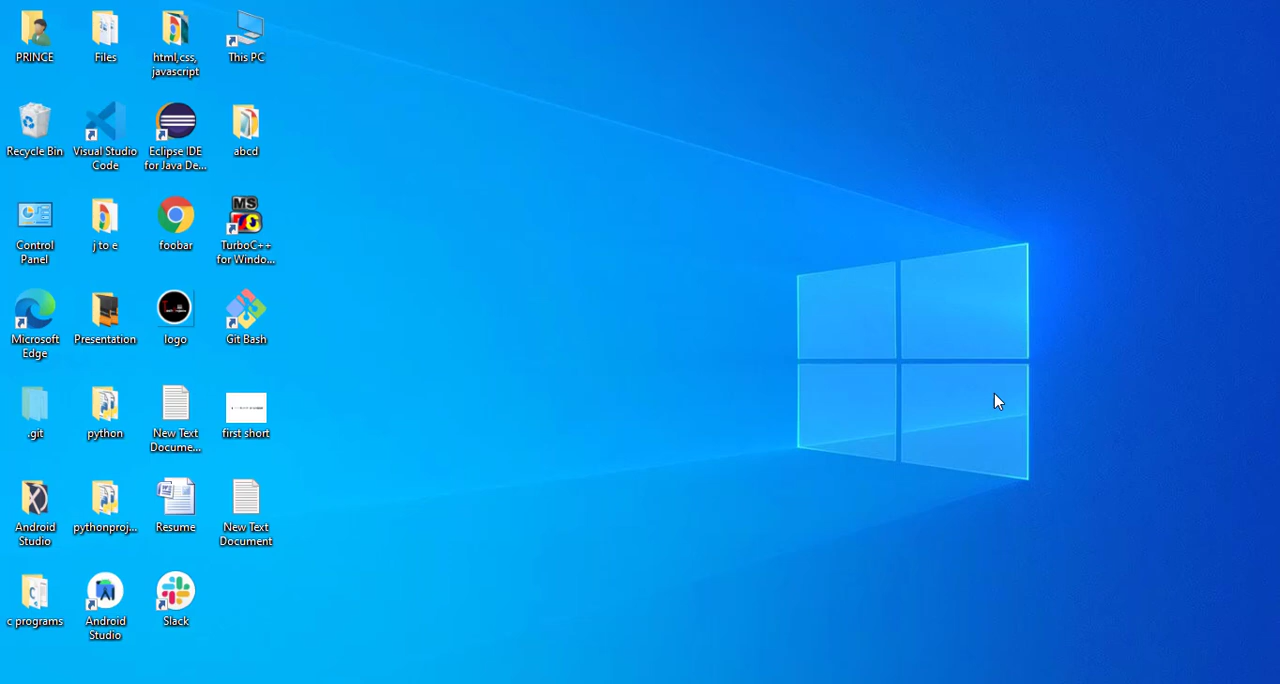 PRINCE
Files
html,css,
javascript
This PC
Recycle Bin
Visual Studio
Code
Eclipse IDE
for Java De...
abcd
Control
Panel
j to e
foobar
MS
TurboC++
for Windo...
Microsoft
Edge
Presentation
logo
Git Bash
.git
python
New Text
Docume...
first short
Android
Studio
pythonproj...
Resume
New Text
Document
c programs
Android
Studio
Slack